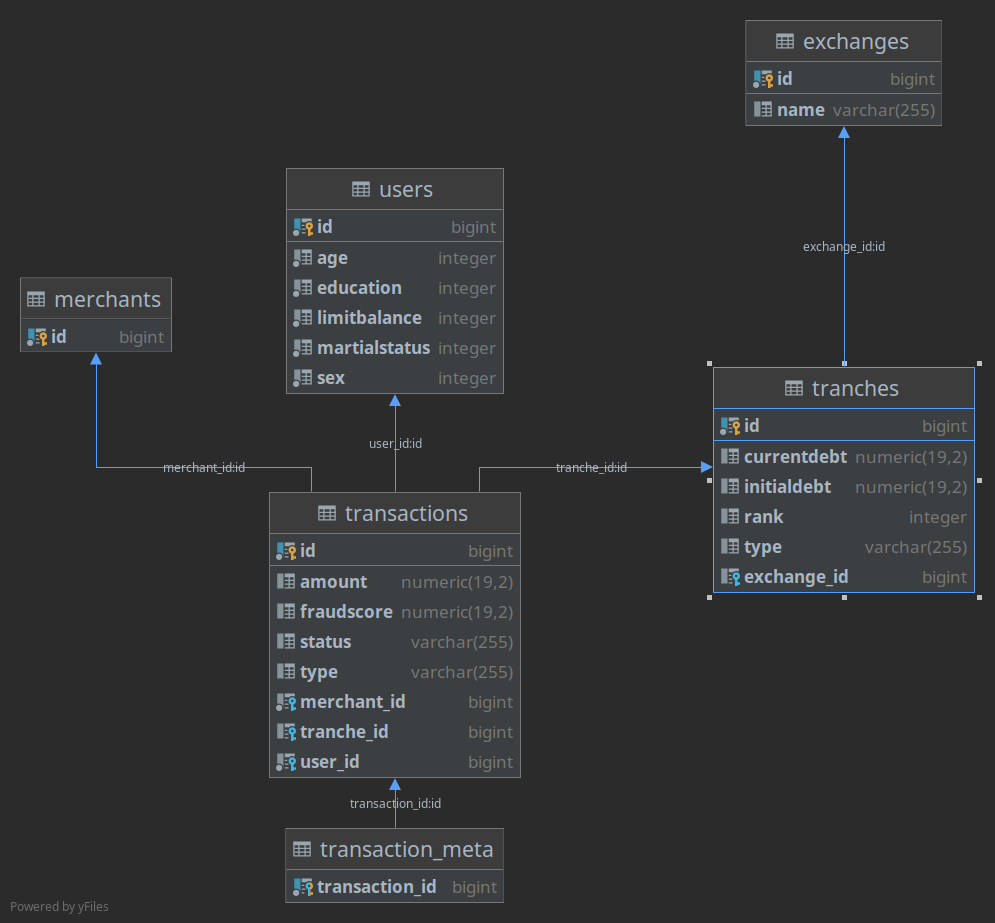 exchanges
id bigint
name varchar(255)
users
id bigint
age integer
education integer
limitbalance integer
martialstatus integer
sex integer
exchange_id:id
merchants
id bigint
tranches
id bigint
currentdebt numeric(19,2)
initialdebt numeric(19,2)
rank integer
type varchar(255)
exchange_id bigint
user_id:id
merchant_id:id
tranche_id:id
transactions
id bigint
amount numeric(19,2)
fraudscore numeric(19,2)
status varchar(255)
type varchar(255)
merchant_id bigint
tranche_id bigint
user_id bigint
transaction_id:id
transaction_meta
transaction_id bigint
Powered by yFiles